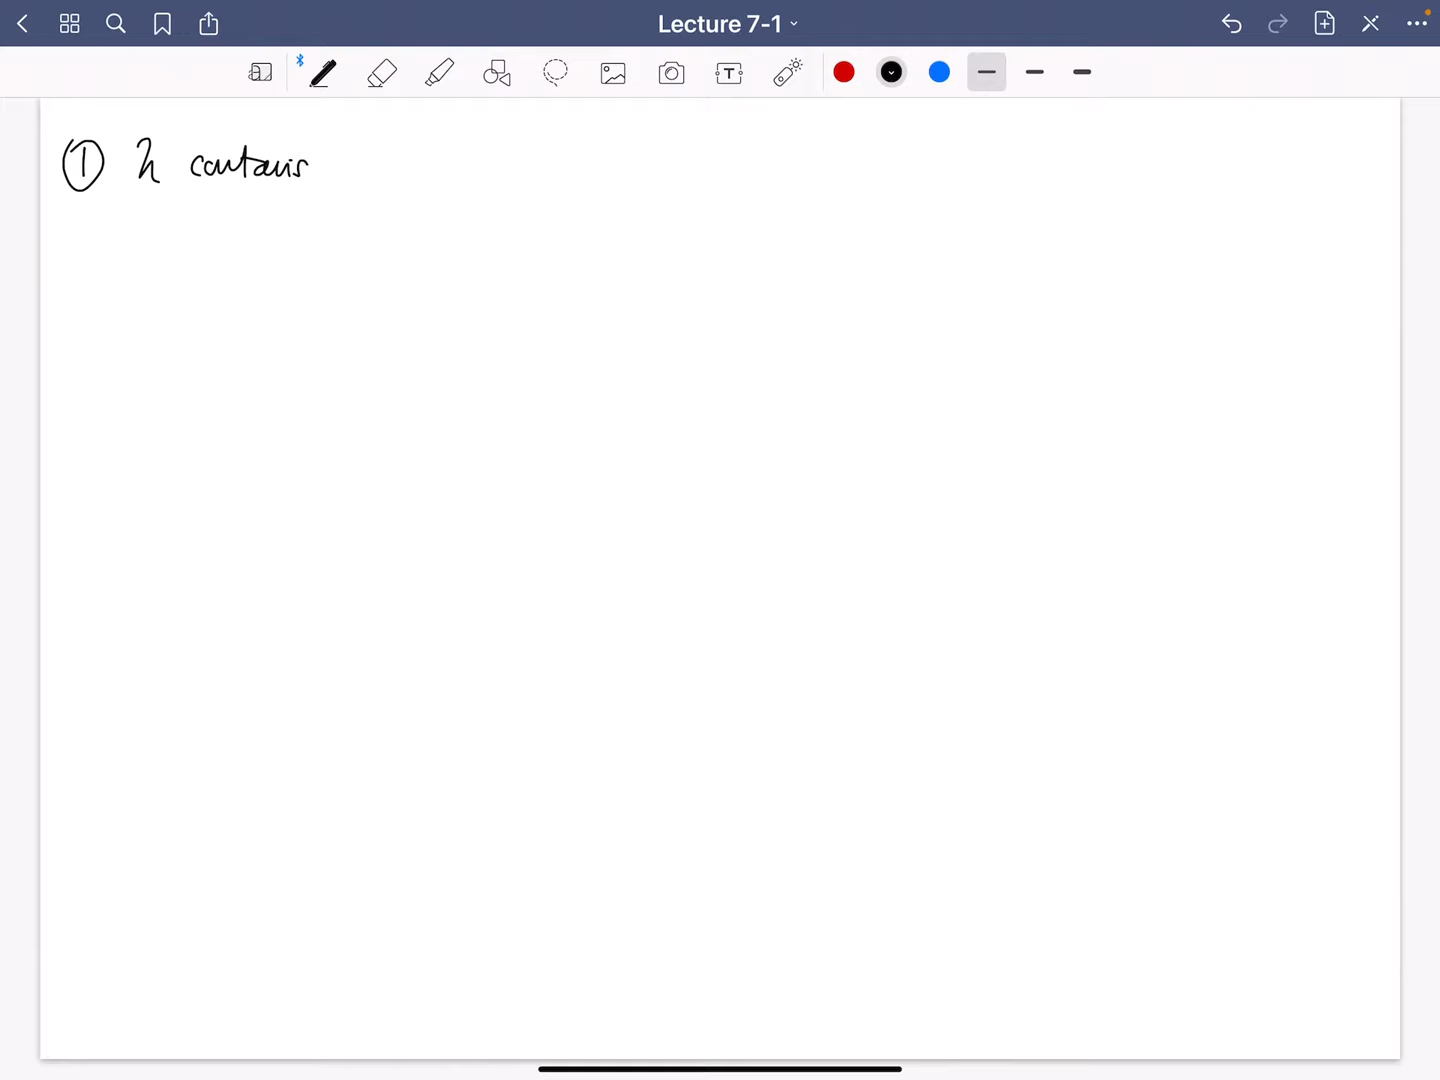 Lecture 7-1
T
① h contains